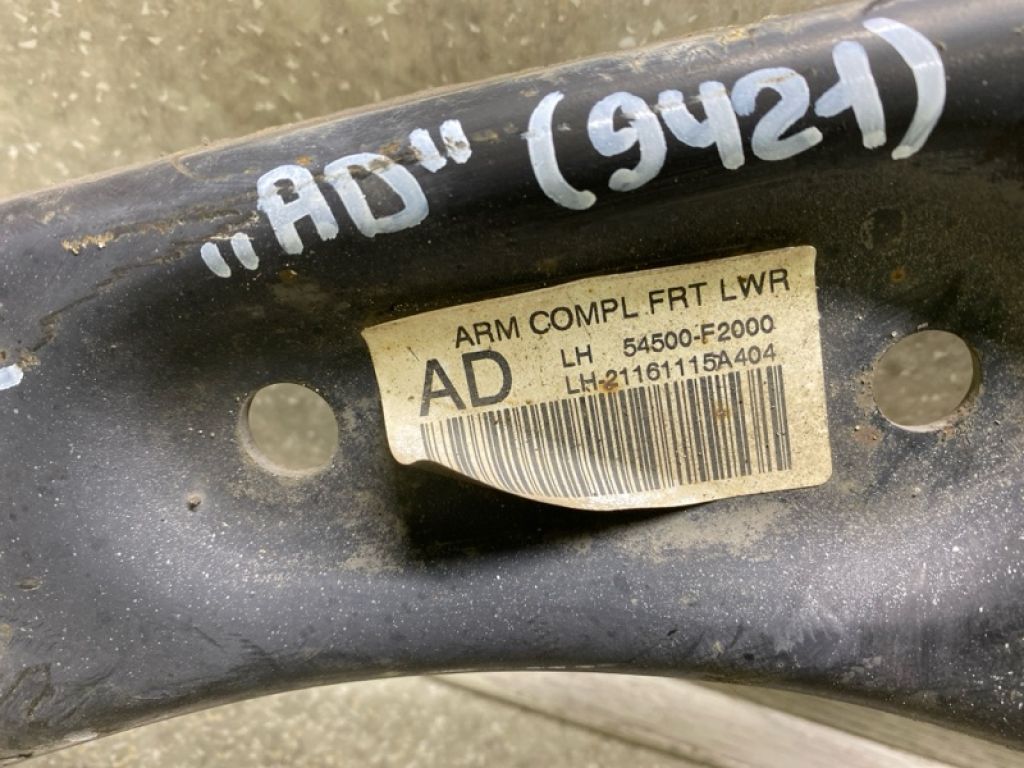 „AD“ (9421)
ARM COMPL FRT LWR
AD LH 54500-F2000
LH-21161115A404